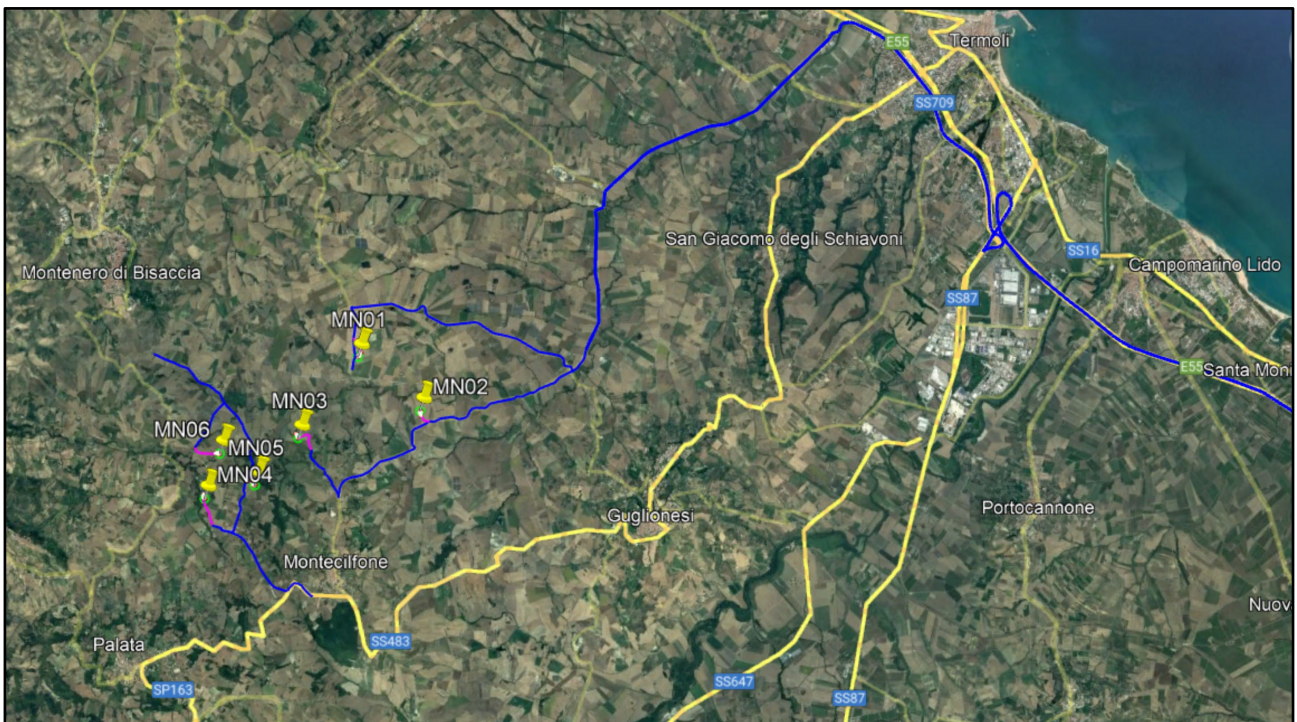 Termoli
E55
SS709
San Giacomo degli Schiavoni
SS16
Campomarino Lido
Montenero di Bisaccia
SS87
MN01
E55
Santa Moni
MN02
MN03
MN06
MN05
MN04
Portocannone
Guglionesi
Montecilfone
Nuov
Palata
SS483
SS647
SP163
SS87